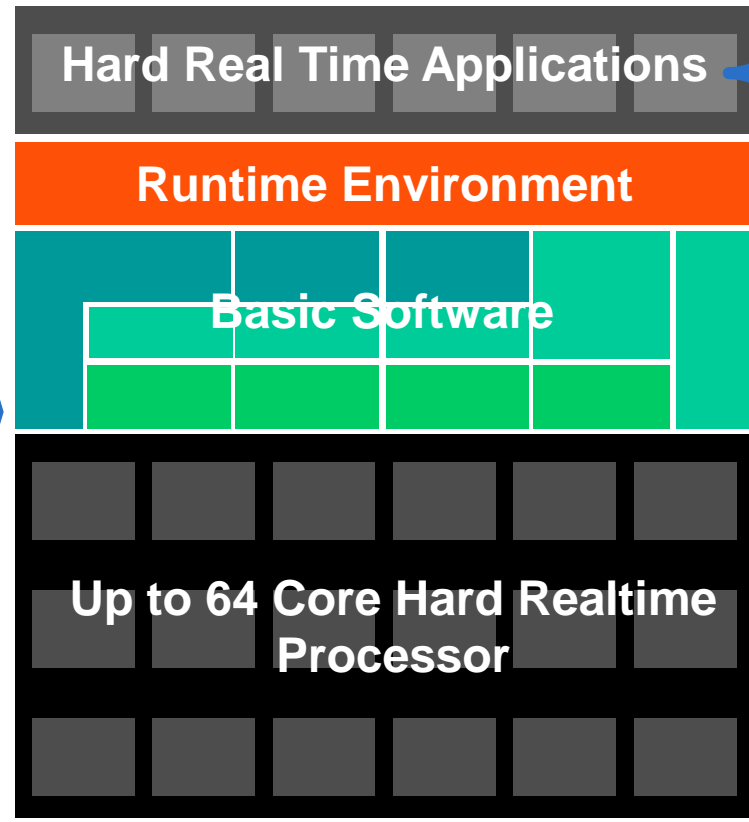 Hard Real Time Applications
Runtime Environment
Basic Software
Up to 64 Core Hard Realtime
Processor